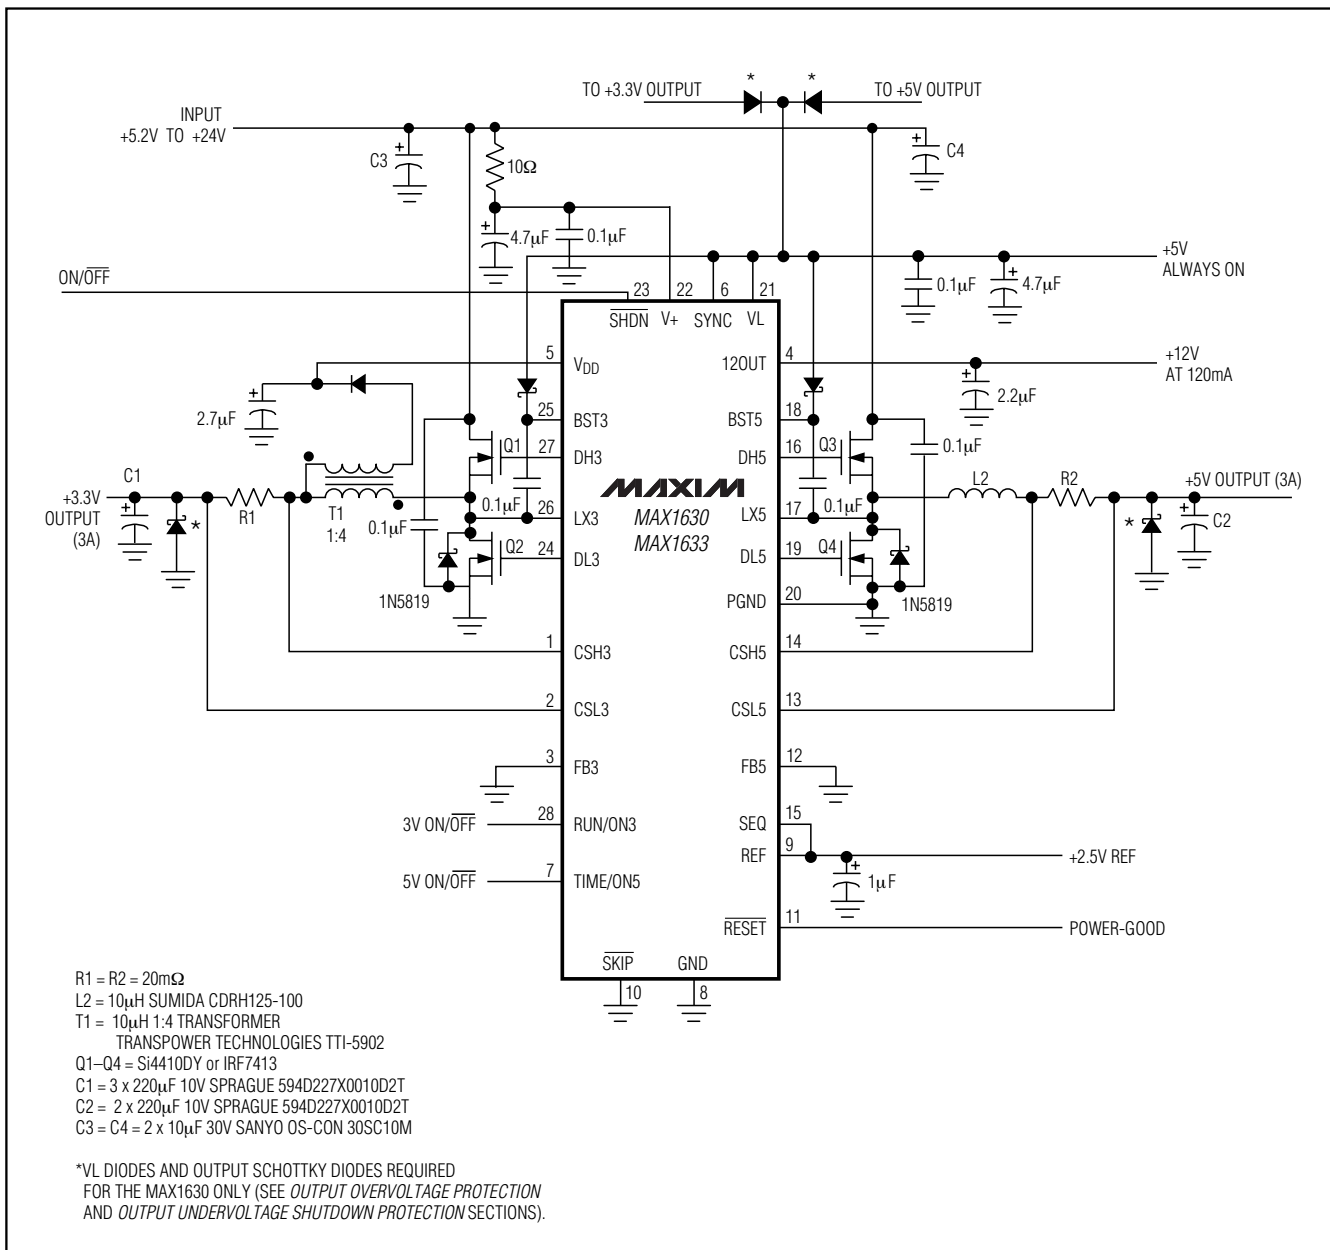 TO +3.3V OUTPUT
*
*
TO +5V OUTPUT
INPUT
+5.2V TO +24V
+
C3
10Ω
+
C4
+
4.7µF
0.1µF
+5V
ALWAYS ON
0.1µF
+
4.7µF
ON/OFF
23
22
6
21
SHDN
V+
SYNC
VL
5
VDD
12OUT
4
+12V
AT 120mA
+
2.7µF
+
2.2µF
25
BST3
BST5
18
Q1
27
DH3
DH5
16
Q3
0.1µF
C1
+3.3V
OUTPUT
(3A)
+
*
R1
T1
1:4
0.1µF
0.1µF
26
LX3
MAXIM
MAX1630
MAX1633
LX5
17
0.1µF
L2
R2
+5V OUTPUT (3A)
*
+
C2
Q2
24
DL3
DL5
19
Q4
1N5819
PGND
20
1N5819
1
CSH3
CSH5
14
2
CSL3
CSL5
13
3
FB3
FB5
12
3V ON/OFF
28
RUN/ON3
SEQ
15
REF
9
+2.5V REF
+
1µF
5V ON/OFF
7
TIME/ON5
RESET
11
POWER-GOOD
SKIP
GND
10
8
R1 = R2 = 20mΩ
L2 = 10µH SUMIDA CDRH125-100
T1 = 10µH 1:4 TRANSFORMER
TRANSPOWER TECHNOLOGIES TTI-5902
Q1–Q4 = Si4410DY or IRF7413
C1 = 3 x 220µF 10V SPRAGUE 594D227X0010D2T
C2 = 2 x 220µF 10V SPRAGUE 594D227X0010D2T
C3 = C4 = 2 x 10µF 30V SANYO OS-CON 30SC10M
*VL DIODES AND OUTPUT SCHOTTKY DIODES REQUIRED
FOR THE MAX1630 ONLY (SEE OUTPUT OVERVOLTAGE PROTECTION
AND OUTPUT UNDERVOLTAGE SHUTDOWN PROTECTION SECTIONS).